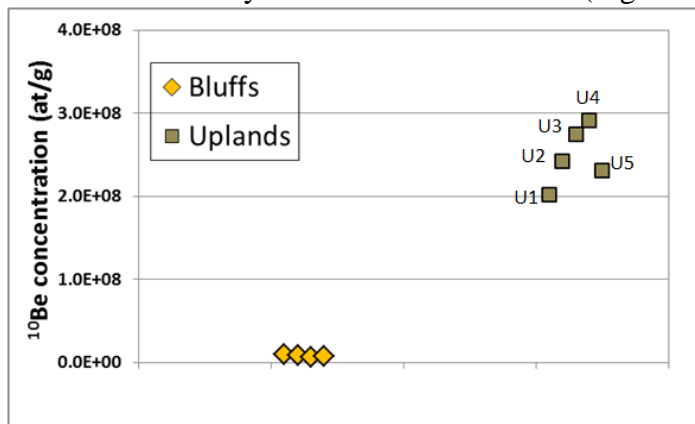 4.0E+08
3.0E+08
2.0E+08
1.0E+08
0.0E+00
¹⁰Be concentration (at/g)
Bluffs
Uplands
U4
U3
U2
U5
U1